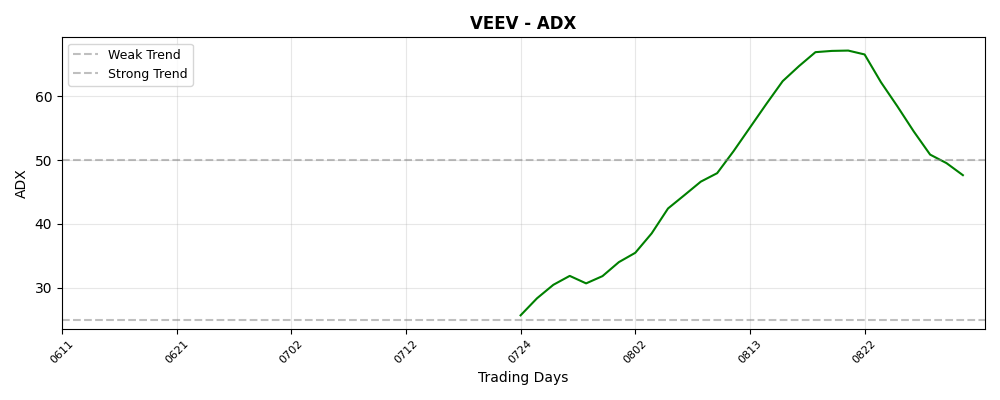 VEEV - ADX
Weak Trend
Strong Trend
60
50
40
30
ADX
0611
0621
0702
0712
0724
0802
0813
0822
Trading Days